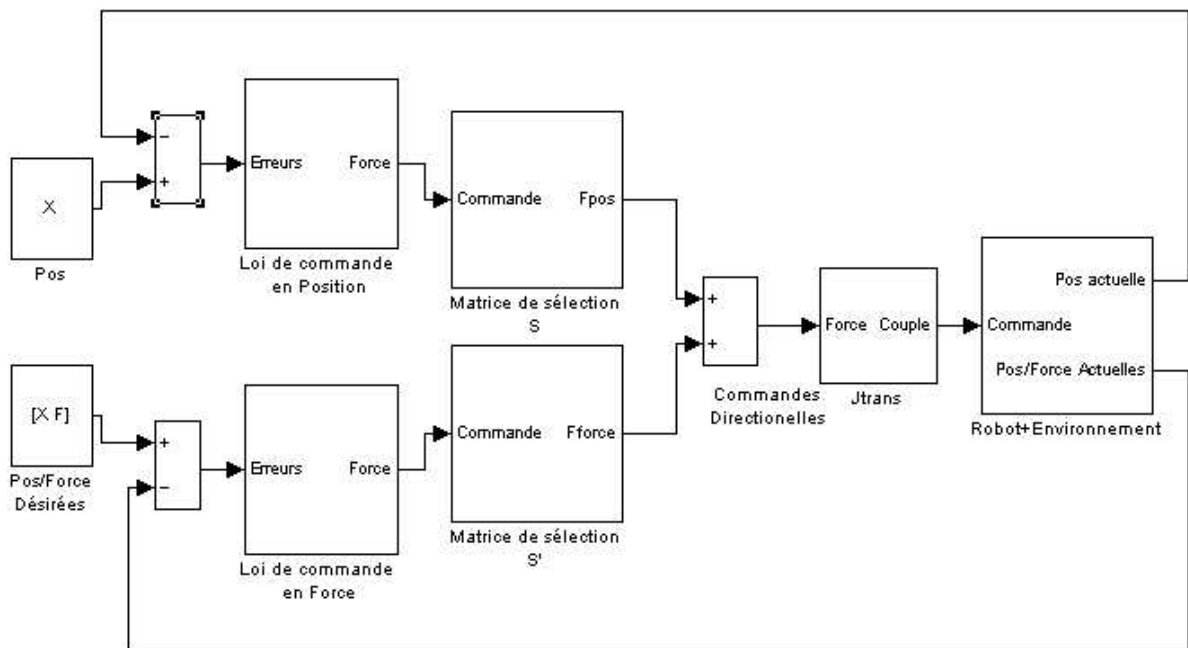 −
+
X
Pos
Erreurs Force
Loi de commande
en Position
Commande Fpos
Matrice de sélection
S
[X F]
Pos/Force
Désirées
+
−
Erreurs Force
Loi de commande
en Force
Commande Fforce
Matrice de sélection
S'
+
+
Commandes
Directionelles
Force Couple
Jtrans
Pos actuelle
Commande
Pos/Force Actuelles
Robot+Environnement